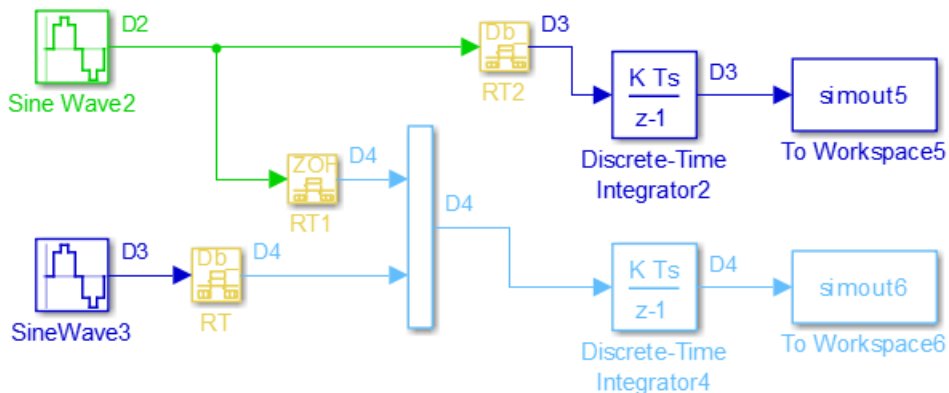 D2
Sine Wave2
Db
RT2
D3
K Ts
z-1
Discrete-Time
Integrator2
D3
simout5
To Workspace5
ZOH
RT1
D4
D4
D3
SineWave3
Db
RT
D4
K Ts
z-1
Discrete-Time
Integrator4
D4
simout6
To Workspace6